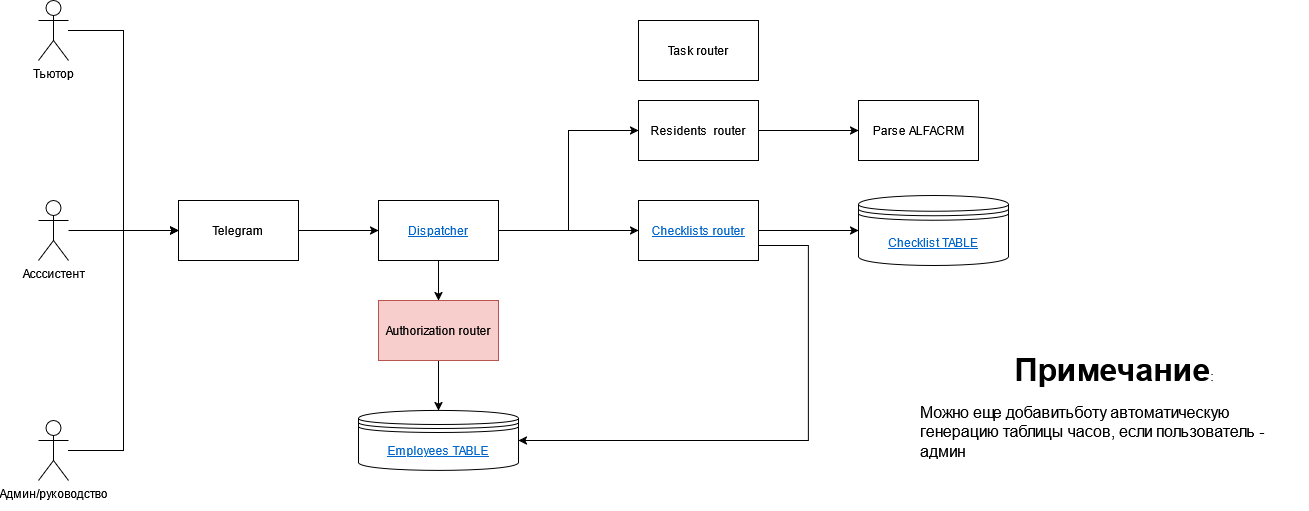 Task router
Тьютор
Residents router
Parse ALFACRM
Telegram
Dispatcher
Checklists router
Checklist TABLE
Асссистент
Authorization router
Примечание:
Можно еще добавитьботу автоматическую
генерацию таблицы часов, если пользователь -
админ
Employees TABLE
Админ/руководство